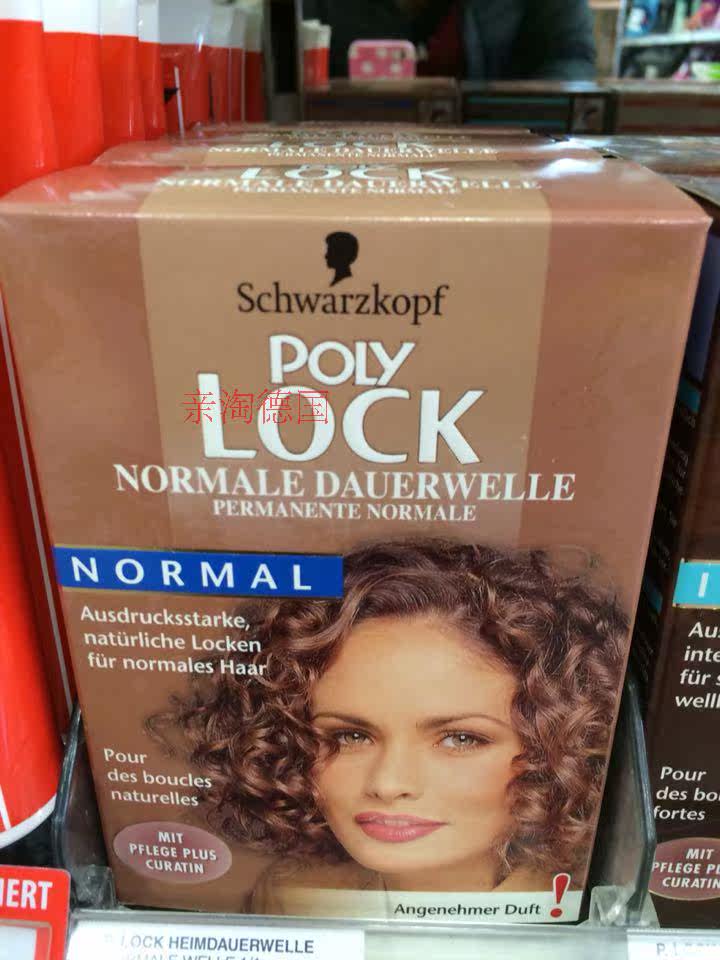 LOCK
NORMALE DAUERWELLE
PERMANENTE NORMALE
Schwarzkopf
POLY
LOCK
亲淘德国
NORMALE DAUERWELLE
PERMANENTE NORMALE
NORMAL
Ausdrucksstarke,
natürliche Locken
für normales Haar
Pour
des boucles
naturelles
MIT
PFLEGE PLUS
CURATIN
Angenehmer Duft !
Pour
fortes
MIT
CURATIN
LOCK HEIMDAUERWELLE